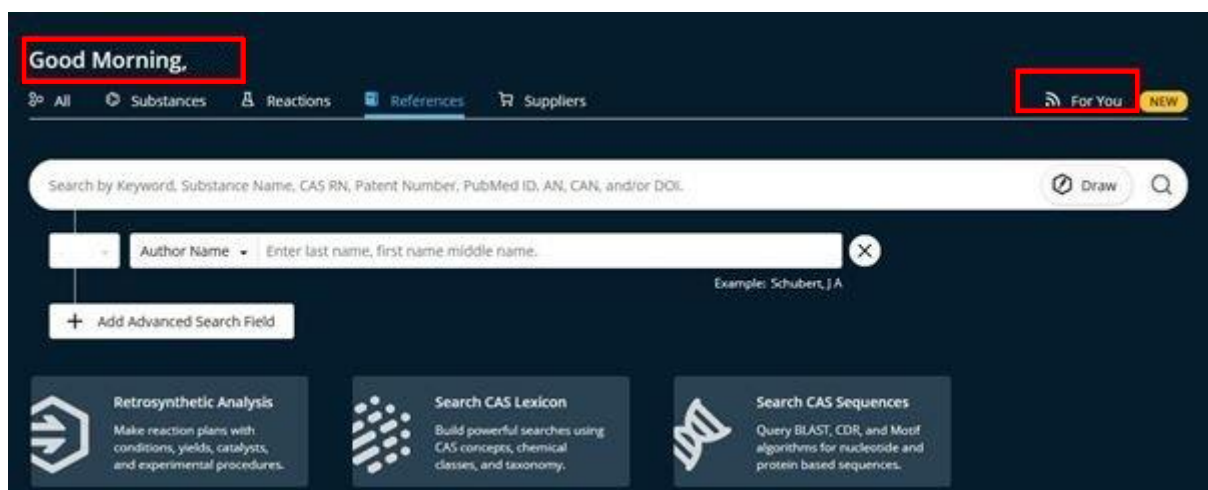 Good Morning,
All Substances Reactions References Suppliers For You NEW
Search by Keyword, Substance Name, CAS RN, Patent Number, PubMed ID, AN, CAN, and/or DOI.
Draw
Author Name Enter last name, first name middle name.
Example: Schubert, J A
+ Add Advanced Search Field
Retrosynthetic Analysis
Make reaction plans with
conditions, yields, catalysts,
and experimental procedures.
Search CAS Lexicon
Build powerful searches using
CAS concepts, chemical
classes, and taxonomy.
Search CAS Sequences
Query BLAST, CDR, and Motif
algorithms for nucleotide and
protein based sequences.